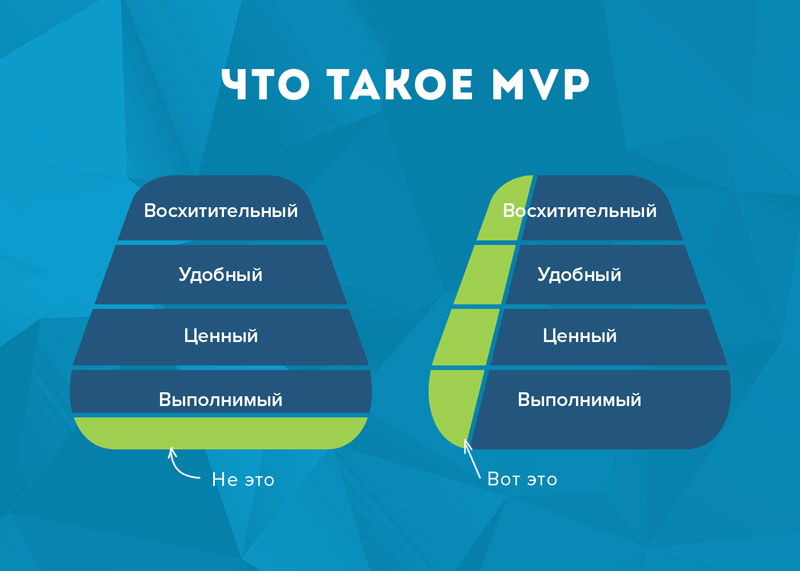 ЧТО ТАКОЕ MVP
Восхитительный
Удобный
Ценный
Выполнимый
Не это
Восхитительный
Удобный
Ценный
Выполнимый
Вот это